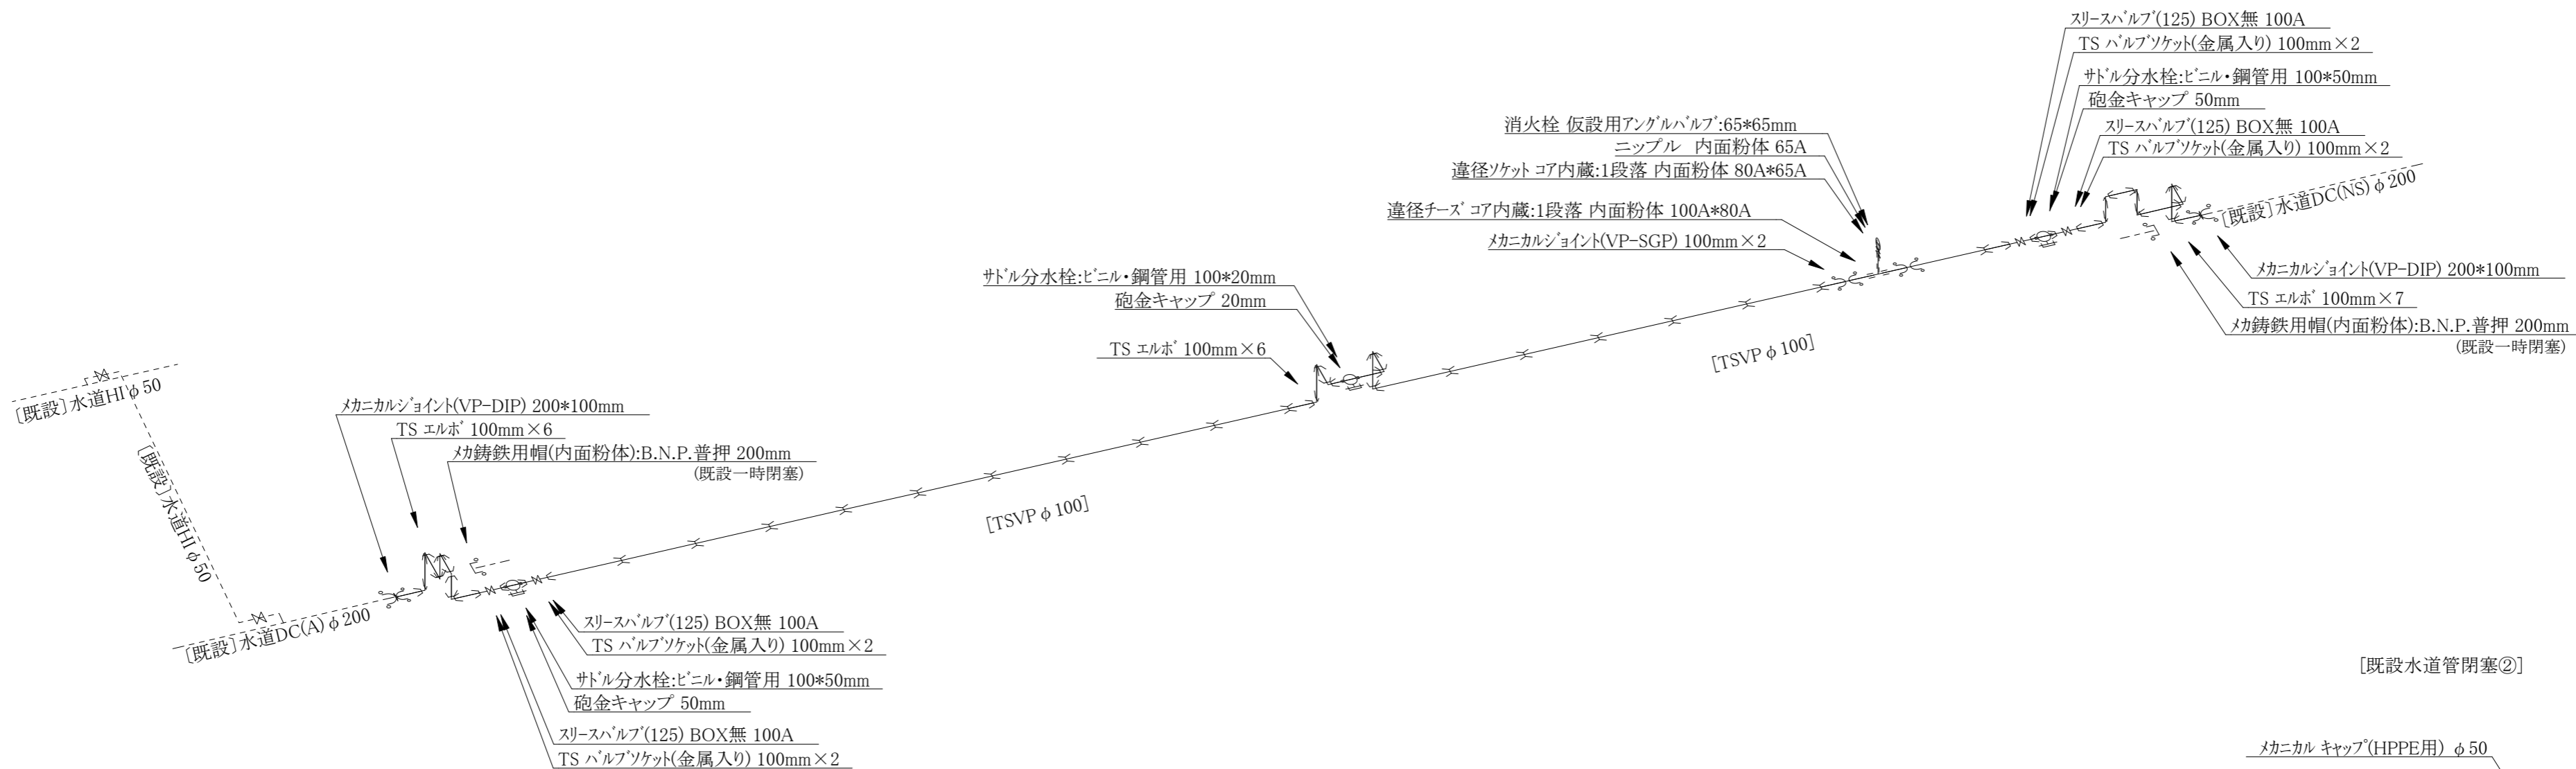 スリースバルブ(125) BOX無 100A
TS バルブソケット(金属入り) 100mm×2
サドル分水栓:ビニル・鋼管用 100*50mm
砲金キャップ 50mm
スリースバルブ(125) BOX無 100A
TS バルブソケット(金属入り) 100mm×2
消火栓 仮設用アングルバルブ:65*65mm
ニップル 内面粉体 65A
違径ソケット コア内蔵:1段落 内面粉体 80A*65A
違径チーズ コア内蔵:1段落 内面粉体 100A*80A
メカニカルジョイント(VP-SGP) 100mm×2
[既設]水道DC(NS)φ200
メカニカルジョイント(VP-DIP) 200*100mm
TS エルボ 100mm×7
メカ鋳鉄用帽(内面粉体):B.N.P.普押 200mm
(既設一時閉塞)
サドル分水栓:ビニル・鋼管用 100*20mm
砲金キャップ 20mm
TS エルボ 100mm×6
[TSVPφ100]
[既設]水道HIφ50
[既設]水道HIφ50
メカニカルジョイント(VP-DIP) 200*100mm
TS エルボ 100mm×6
メカ鋳鉄用帽(内面粉体):B.N.P.普押 200mm
(既設一時閉塞)
[TSVPφ100]
[既設]水道DC(A)φ200
スリースバルブ(125) BOX無 100A
TS バルブソケット(金属入り) 100mm×2
サドル分水栓:ビニル・鋼管用 100*50mm
砲金キャップ 50mm
スリースバルブ(125) BOX無 100A
TS バルブソケット(金属入り) 100mm×2
[既設水道管閉塞②]
メカニカル キャップ(HPPE用) φ50